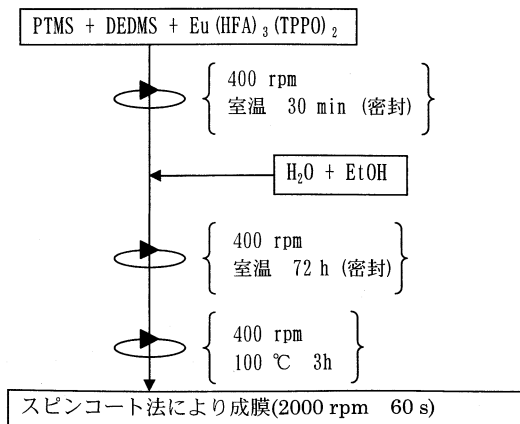 PTMS + DEDMS + Eu(HFA)₃(TPPO)₂
400 rpm
室温 30 min (密封)
H₂O + EtOH
400 rpm
室温 72 h (密封)
400 rpm
100 ℃ 3h
スピンコート法により成膜(2000 rpm 60 s)